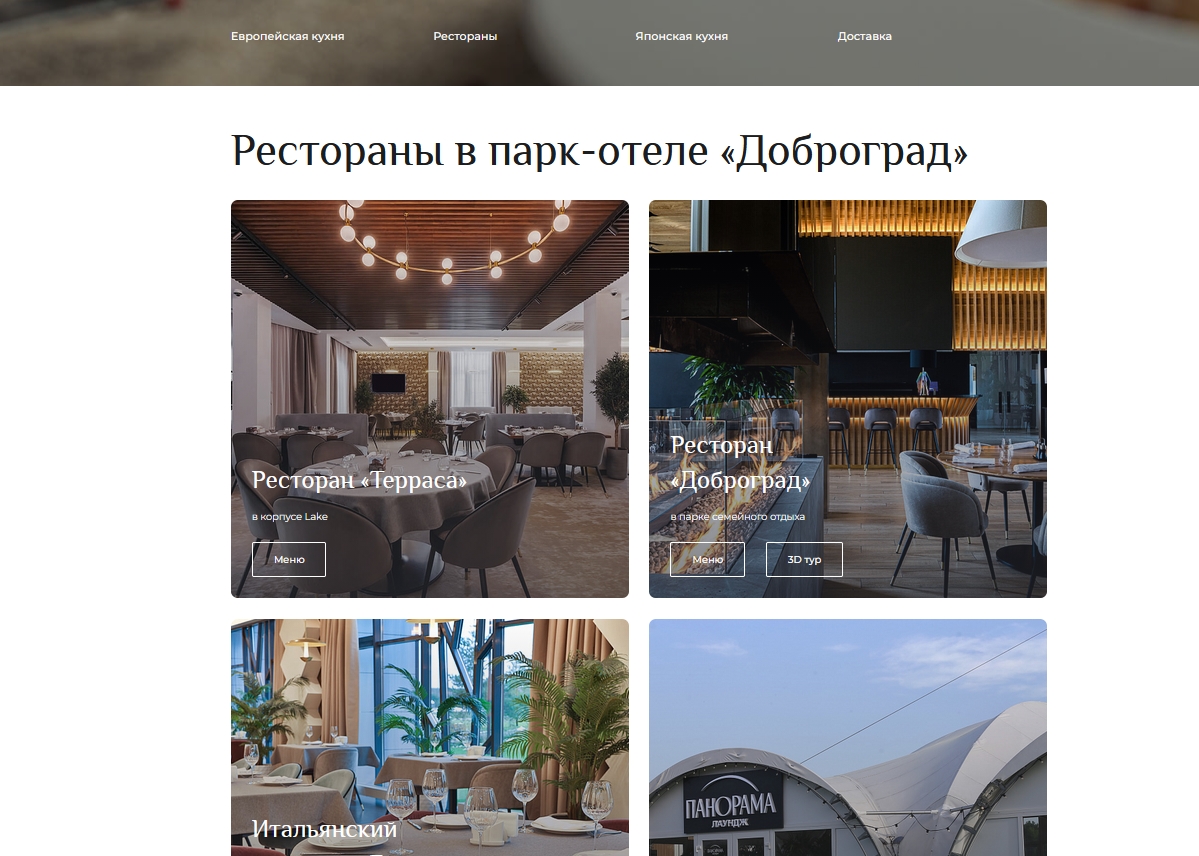 Европейская кухня
Рестораны
Японская кухня
Доставка
Рестораны в парк-отеле «Доброград»
Ресторан «Терраса»
в корпусе Lake
Меню
Ресторан
«Доброград»
в парке семейного отдыха
Меню
3D тур
Итальянский
ПАНОРАМА
ЛАУНДЖ